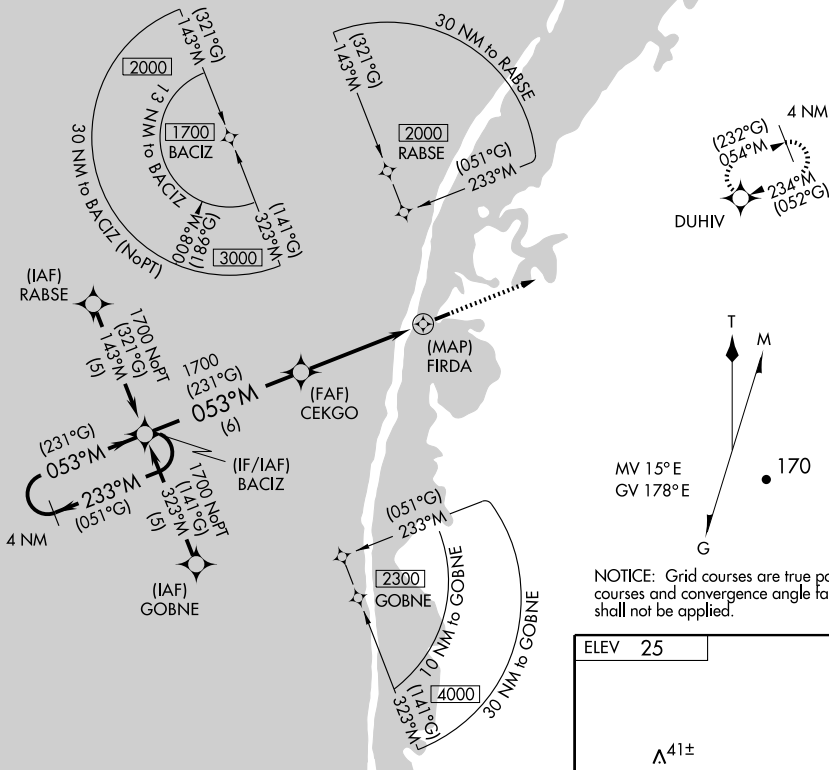 (321°G)
143°M
2000
13 NM to BACIZ
1700
BACIZ
30 NM to BACIZ (NoPT)
008°M
(186°G)
(141°G)
323°M
3000
30 NM to RABSE
(321°G)
143°M
2000
RABSE
(051°G)
233°M
4 NM
(232°G)
054°M
234°M
(052°G)
DUHIV
(IAF)
RABSE
1700 NoPT
(321°G)
143°M
(5)
1700
(231°G)
053°M
(6)
(MAP)
FIRDA
(FAF)
CEKGO
(231°G)
053°M
(IF/IAF)
BACIZ
233°M
(051°G)
4 NM
1700 NoPT
(141°G)
323°M
(5)
(IAF)
GOBNE
T
M
MV 15°E
GV 178°E
170
G
(051°G)
233°M
2300
GOBNE
10 NM to GOBNE
30 NM to GOBNE
4000
(141°G)
323°M
NOTICE: Grid courses are true po
courses and convergence angle fa
shall not be applied.
ELEV 25
41±